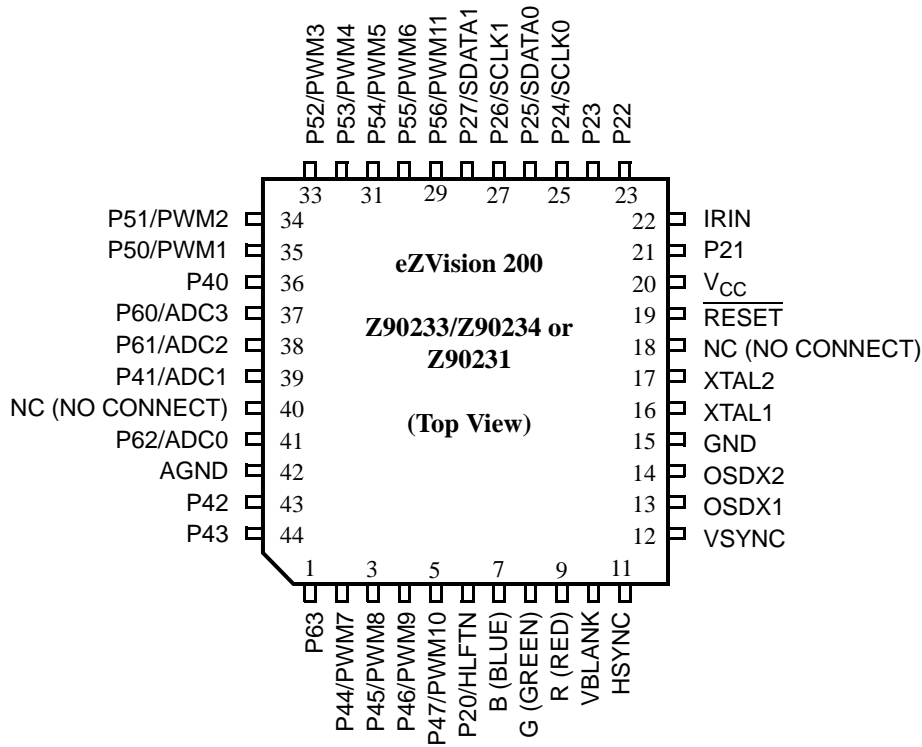 P52/PWM3
P53/PWM4
P54/PWM5
P55/PWM6
P56/PWM11
P27/SDATA1
P26/SCLK1
P25/SDATA0
P24/SCLK0
P23
P22
33 31 29 27 25 23
P51/PWM2 34
P50/PWM1 35
P40 36
P60/ADC3 37
P61/ADC2 38
P41/ADC1 39
NC (NO CONNECT) 40
P62/ADC0 41
AGND 42
P42 43
P43 44
eZVision 200
Z90233/Z90234 or
Z90231
(Top View)
22 IRIN
21 P21
20 VCC
19 RESET
18 NC (NO CONNECT)
17 XTAL2
16 XTAL1
15 GND
14 OSDX2
13 OSDX1
12 VSYNC
1 3 5 7 9 11
P63
P44/PWM7
P45/PWM8
P46/PWM9
P47/PWM10
P20/HLFTN
B (BLUE)
G (GREEN)
R (RED)
VBLANK
HSYNC